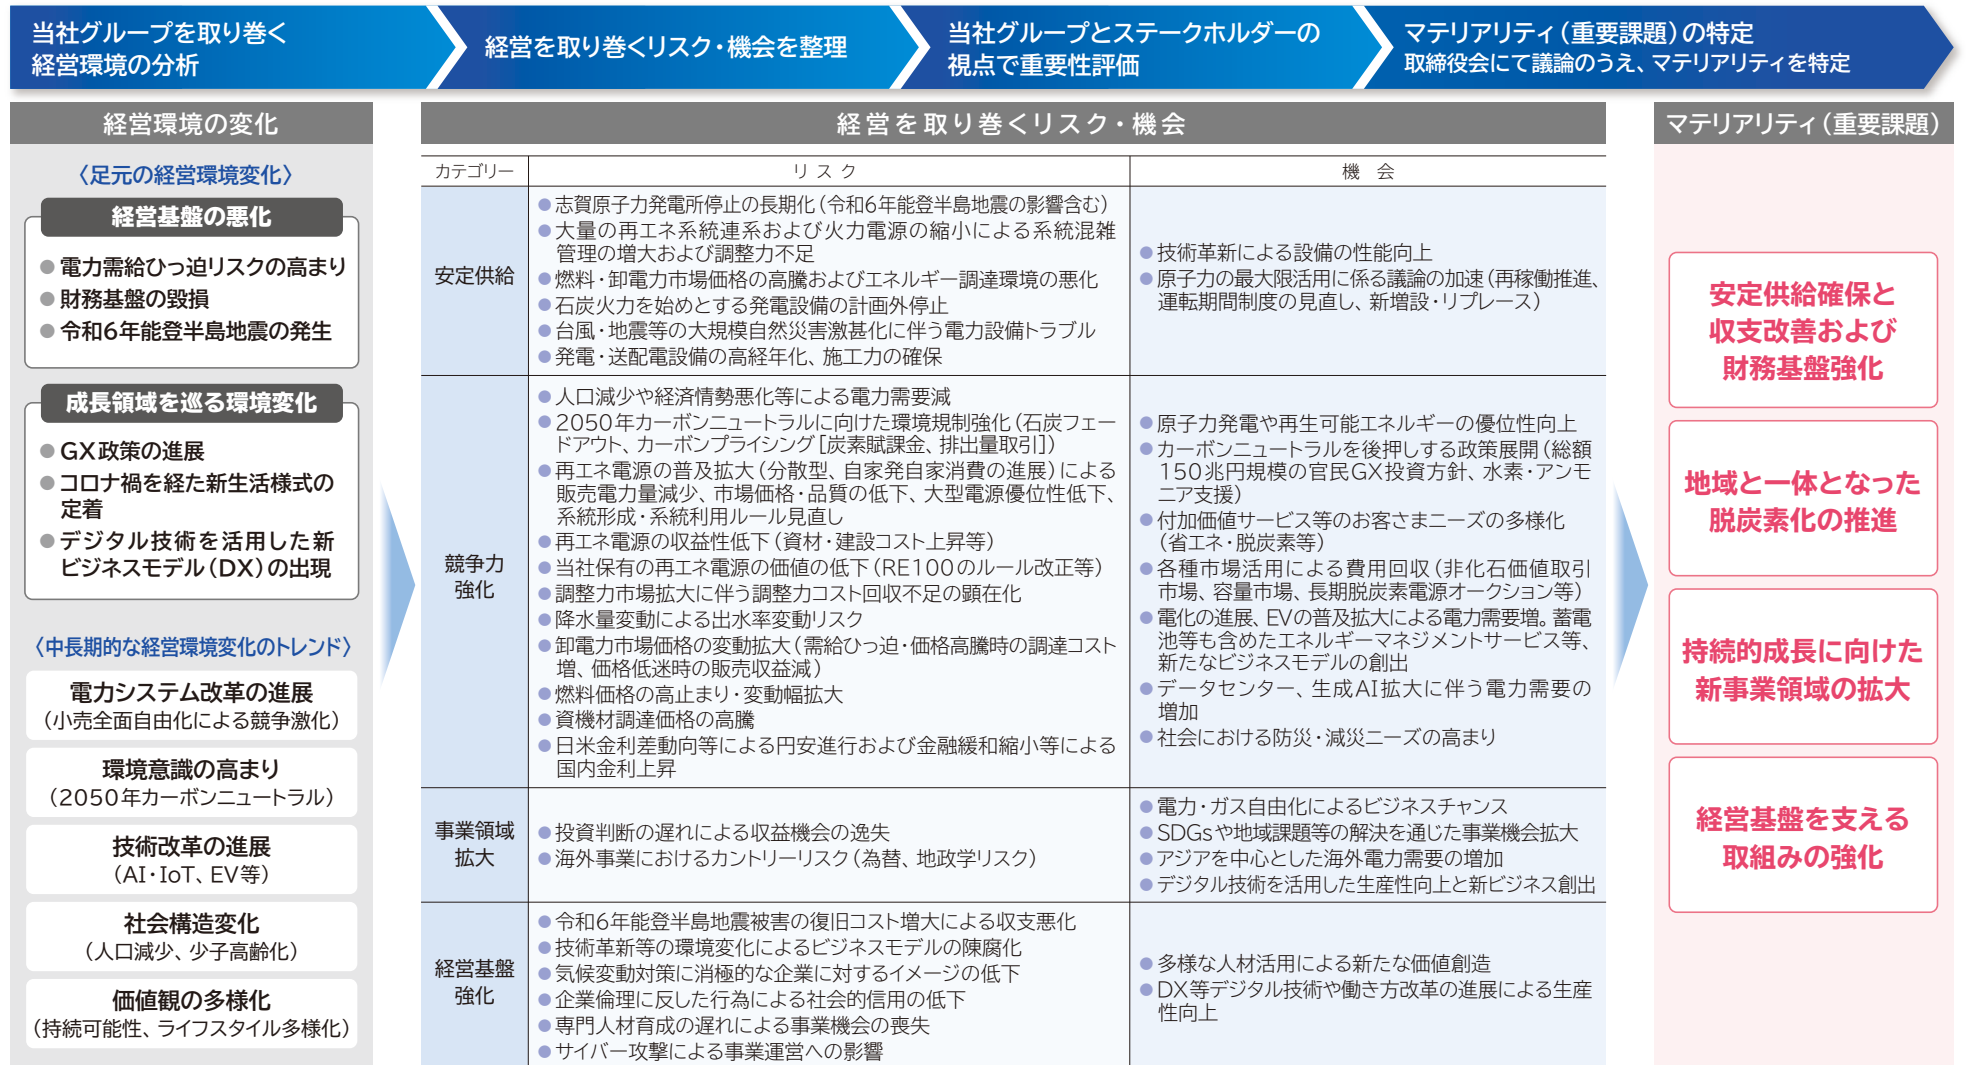 当社グループを取り巻く
経営環境の分析
経営を取り巻くリスク・機会を整理
当社グループとステークホルダーの
視点で重要性評価
マテリアリティ（重要課題）の特定
取締役会にて議論のうえ、マテリアリティを特定
経営環境の変化
〈足元の経営環境変化〉
経営基盤の悪化
●電力需給ひっ迫リスクの高まり
●財務基盤の毀損
●令和6年能登半島地震の発生
成長領域を巡る環境変化
●GX政策の進展
●コロナ禍を経た新生活様式の
定着
●デジタル技術を活用した新
ビジネスモデル（DX）の出現
〈中長期的な経営環境変化のトレンド〉
電力システム改革の進展
（小売全面自由化による競争激化）
環境意識の高まり
（2050年カーボンニュートラル）
技術改革の進展
（AI・IoT、EV等）
社会構造変化
（人口減少、少子高齢化）
価値観の多様化
（持続可能性、ライフスタイル多様化）
経営を取り巻くリスク・機会
カテゴリー
リスク
機 会
安定供給
●志賀原子力発電所停止の長期化（令和6年能登半島地震の影響含む）
●大量の再エネ系統連系および火力電源の縮小による系統混雑
管理の増大および調整力不足
●燃料・卸電力市場価格の高騰およびエネルギー調達環境の悪化
●石炭火力を始めとする発電設備の計画外停止
●台風・地震等の大規模自然災害激甚化に伴う電力設備トラブル
●発電・送配電設備の高経年化、施工力の確保
●技術革新による設備の性能向上
●原子力の最大限活用に係る議論の加速（再稼働推進、
運転期間制度の見直し、新増設・リプレース）
競争力
強化
●人口減少や経済情勢悪化等による電力需要減
●2050年カーボンニュートラルに向けた環境規制強化（石炭フェー
ドアウト、カーボンプライシング［炭素賦課金、排出量取引］）
●再エネ電源の普及拡大（分散型、自家発自家消費の進展）による
販売電力量減少、市場価格・品質の低下、大型電源優位性低下、
系統形成・系統利用ルール見直し
●再エネ電源の収益性低下（資材・建設コスト上昇等）
●当社保有の再エネ電源の価値の低下（RE100のルール改正等）
●調整力市場拡大に伴う調整力コスト回収不足の顕在化
●降水量変動による出水率変動リスク
●卸電力市場価格の変動拡大（需給ひっ迫・価格高騰時の調達コスト
増、価格低迷時の販売収益減）
●燃料価格の高止まり・変動幅拡大
●資機材調達価格の高騰
●日米金利差動向等による円安進行および金融緩和縮小等による
国内金利上昇
●原子力発電や再生可能エネルギーの優位性向上
●カーボンニュートラルを後押しする政策展開（総額
150兆円規模の官民GX投資方針、水素・アンモ
ニア支援）
●付加価値サービス等のお客さまニーズの多様化
（省エネ・脱炭素等）
●各種市場活用による費用回収（非化石価値取引
市場、容量市場、長期脱炭素電源オークション等）
●電化の進展、EVの普及拡大による電力需要増。蓄電
池等も含めたエネルギーマネジメントサービス等、
新たなビジネスモデルの創出
●データセンター、生成AI拡大に伴う電力需要の
増加
●社会における防災・減災ニーズの高まり
事業領域
拡大
●投資判断の遅れによる収益機会の逸失
●海外事業におけるカントリーリスク（為替、地政学リスク）
●電力・ガス自由化によるビジネスチャンス
●SDGsや地域課題等の解決を通じた事業機会拡大
●アジアを中心とした海外電力需要の増加
●デジタル技術を活用した生産性向上と新ビジネス創出
経営基盤
強化
●令和6年能登半島地震被害の復旧コスト増大による収支悪化
●技術革新等の環境変化によるビジネスモデルの陳腐化
●気候変動対策に消極的な企業に対するイメージの低下
●企業倫理に反した行為による社会的信用の低下
●専門人材育成の遅れによる事業機会の喪失
●サイバー攻撃による事業運営への影響
●多様な人材活用による新たな価値創造
●DX等デジタル技術や働き方改革の進展による生産
性向上
マテリアリティ（重要課題）
安定供給確保と
収支改善および
財務基盤強化
地域と一体となった
脱炭素化の推進
持続的成長に向けた
新事業領域の拡大
経営基盤を支える
取組みの強化